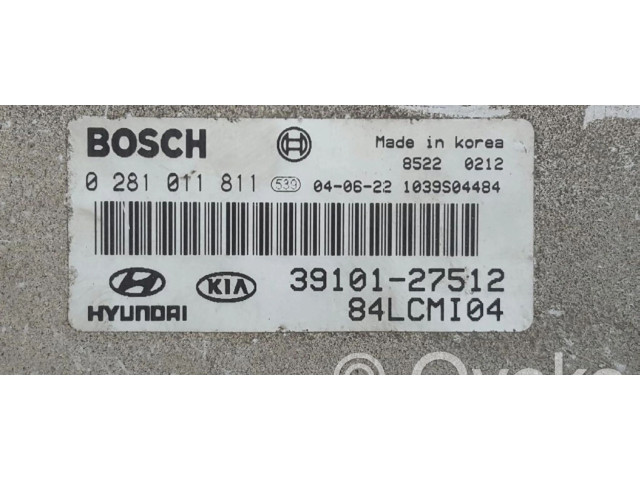 BOSCH
Made in korea
8522 0212
0 281 011 811 539 04-06-22 1039S04484
HYUNDAI KIA 39101-27512
84LCMI04